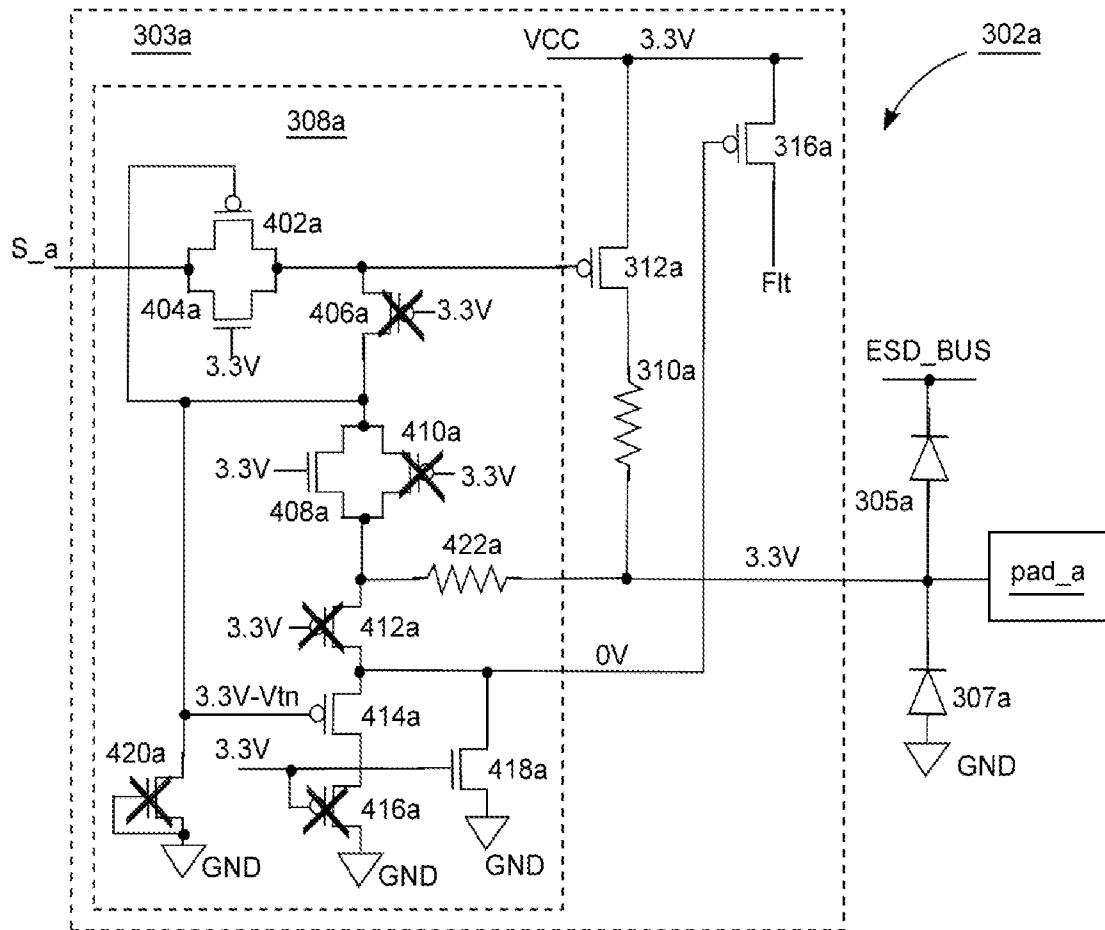 303a
VCC 3.3V
302a
308a
316a
402a
S_a
312a
Flt
404a
406a
3.3V
3.3V
310a
ESD_BUS
410a
3.3V
3.3V
408a
305a
422a
3.3V
pad_a
3.3V
412a
0V
3.3V-Vtn
414a
307a
420a
3.3V
418a
GND
416a
GND
GND
GND